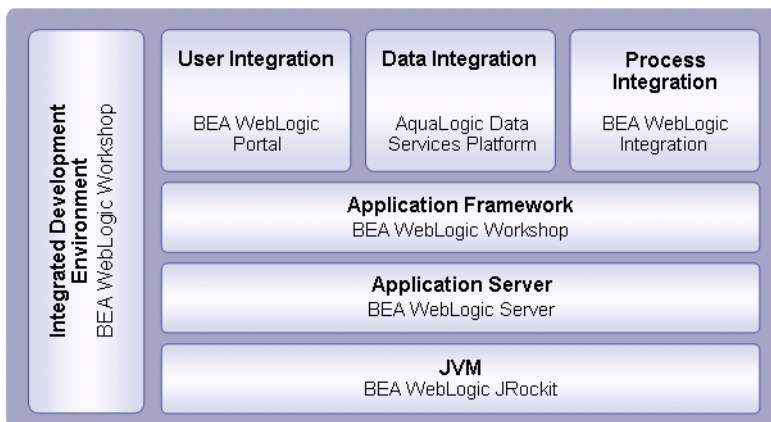 Integrated Development
Environment
BEA WebLogic Workshop
User Integration
BEA WebLogic
Portal
Data Integration
AquaLogic Data
Services Platform
Process
Integration
BEA WebLogic
Integration
Application Framework
BEA WebLogic Workshop
Application Server
BEA WebLogic Server
JVM
BEA WebLogic JRockit